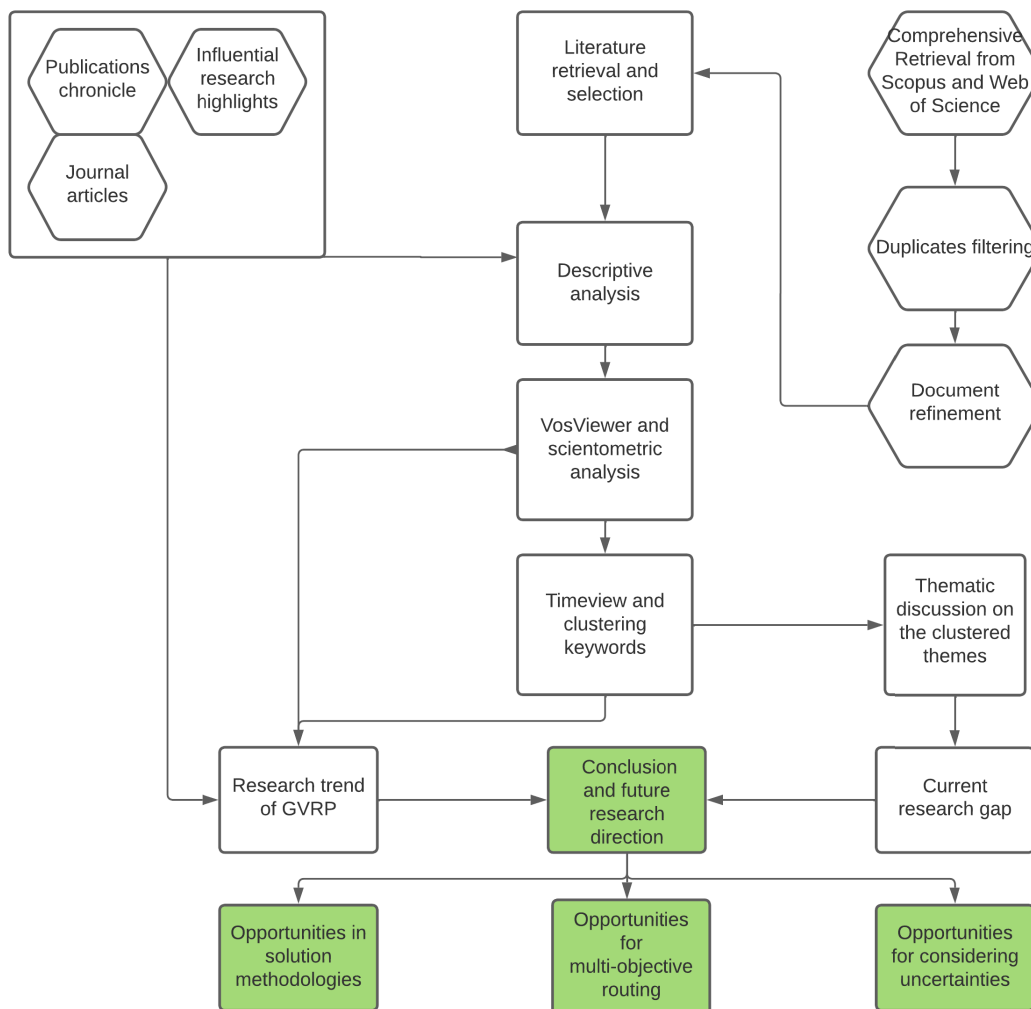 Publications
chronicle
Influential
research
highlights
Journal
articles
Literature
retrieval and
selection
Comprehensive
Retrieval from
Scopus and Web
of Science
Duplicates filtering
Document
refinement
Descriptive
analysis
VosViewer and
scientometric
analysis
Timeview and
clustering
keywords
Thematic
discussion on
the clustered
themes
Research trend
of GVRP
Conclusion
and future
research
direction
Current
research gap
Opportunities in
solution
methodologies
Opportunities
for
multi-objective
routing
Opportunities
for considering
uncertainties